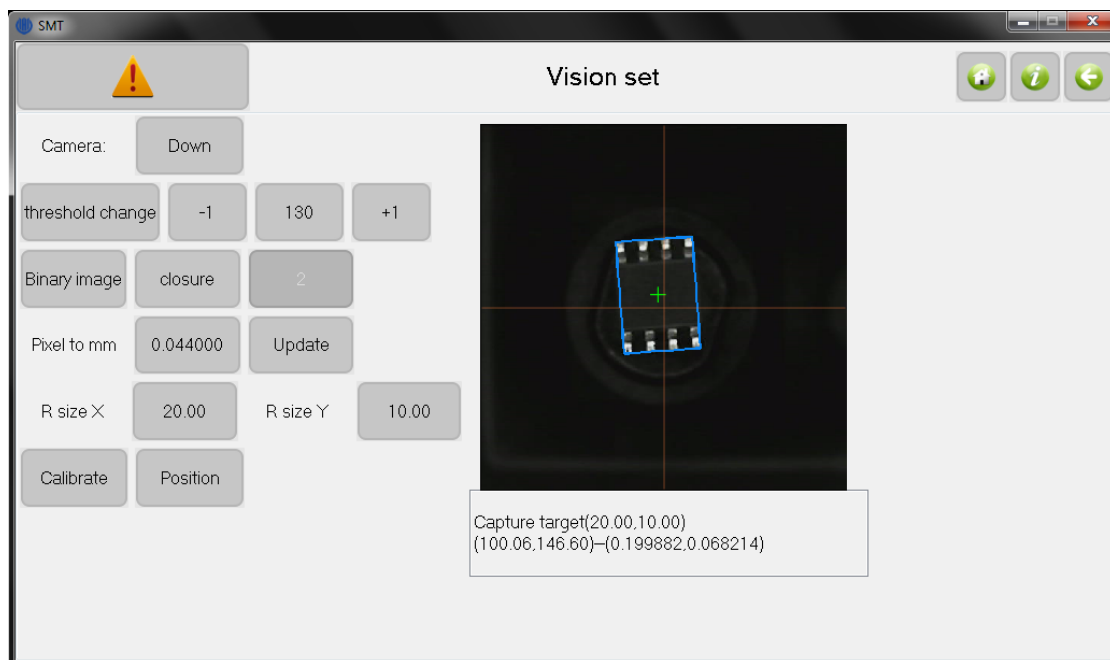 SMT
Vision set
Camera: Down
threshold change -1 130 +1
Binary image closure 2
Pixel to mm 0.044000 Update
R size X 20.00 R size Y 10.00
Calibrate Position
Capture target(20.00,10.00)
(100.06,146.60)—(0.199882,0.068214)